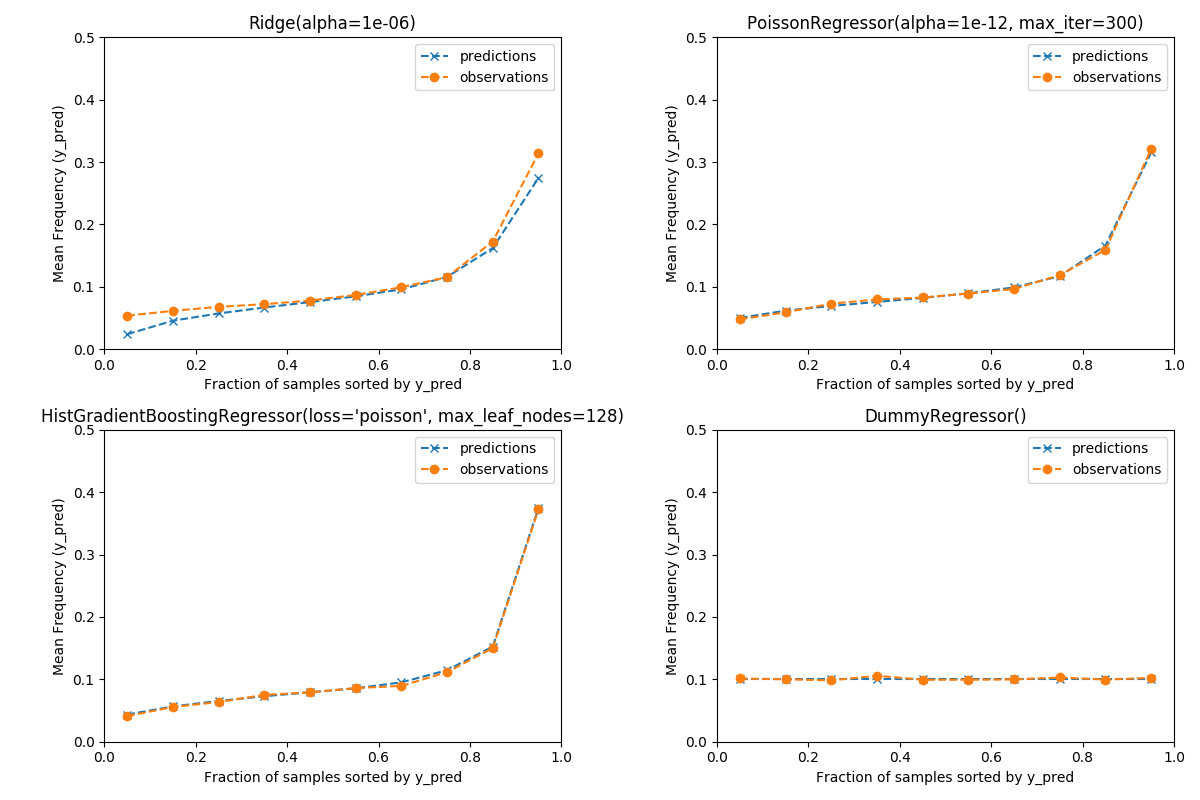 Ridge(alpha=1e-06)
0.5
0.4
0.3
0.2
0.1
0.0
Mean Frequency (y_pred)
predictions
observations
0.0 0.2 0.4 0.6 0.8 1.0
Fraction of samples sorted by y_pred
PoissonRegressor(alpha=1e-12, max_iter=300)
0.5
0.4
0.3
0.2
0.1
0.0
Mean Frequency (y_pred)
predictions
observations
0.0 0.2 0.4 0.6 0.8 1.0
Fraction of samples sorted by y_pred
HistGradientBoostingRegressor(loss='poisson', max_leaf_nodes=128)
0.5
0.4
0.3
0.2
0.1
0.0
Mean Frequency (y_pred)
predictions
observations
0.0 0.2 0.4 0.6 0.8 1.0
Fraction of samples sorted by y_pred
DummyRegressor()
0.5
0.4
0.3
0.2
0.1
0.0
Mean Frequency (y_pred)
predictions
observations
0.0 0.2 0.4 0.6 0.8 1.0
Fraction of samples sorted by y_pred